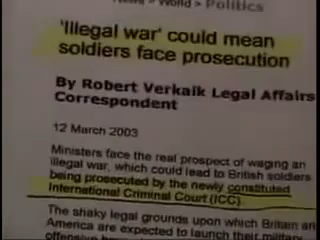 News > World > Politics
'Illegal war' could mean
soldiers face prosecution
By Robert Verkaik Legal Affairs
Correspondent
12 March 2003
Ministers face the real prospect of waging an
illegal war, which could lead to British soldiers
being prosecuted by the newly constituted
International Criminal Court (ICC).
The shaky legal grounds upon which Britain an
America are expected to launch their military
offensive